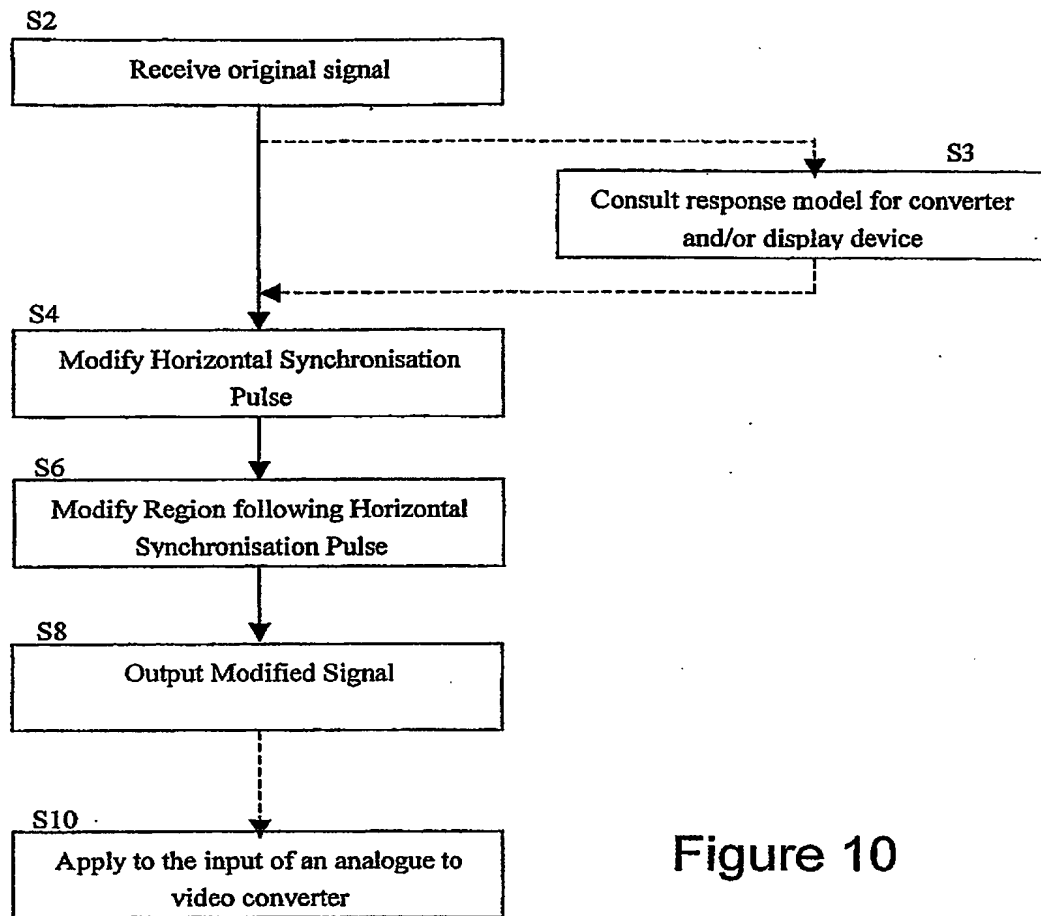 S2
Receive original signal
S3
Consult response model for converter
and/or display device
S4
Modify Horizontal Synchronisation
Pulse
S6
Modify Region following Horizontal
Synchronisation Pulse
S8
Output Modified Signal
S10
Apply to the input of an analogue to
video converter
Figure 10